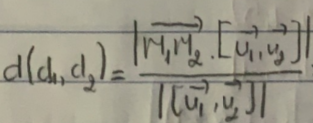 d(d₁, d₂) = |M₁M₂⃗ . [u₁⃗, u₂⃗]| / |[u₁⃗, u₂⃗]|